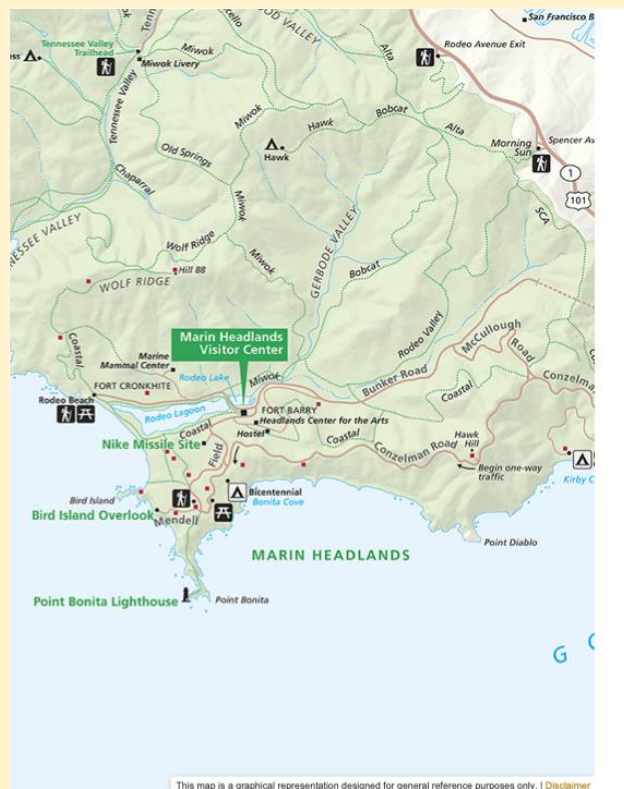 San Francisco B
COD VALLEY
Tennessee Valley
Trailhead
Miwok
Miwok Livery
Alta
Rodeo Avenue Exit
Tennessee Valley
Miwok
Bobcat
Hawk
Alta
Morning
Sun
Spencer Av
Old Springs
Hawk
1
101
Chaparral
Miwok
SCA
NESSEE VALLEY
Wolf Ridge
Hill 88
WOLF RIDGE
Miwok
GERBODE VALLEY
Bobcat
Marin Headlands
Visitor Center
Rodeo Valley
McCullough
Road
Coastal
Marine
Mammal Center
Rodeo Lake
Miwok
Bunker Road
Conzelma
FORT CRONKHITE
Rodeo Beach
Rodeo Lagoon
FORT BARRY
Headlands Center for the Arts
Coastal
Coastal
Hostel
Coastal
Nike Missile Site
Field
Conzelman Road
Hawk
Hill
Begin one-way
traffic
Kirby C
Bird Island
Bicentennial
Bonita Cove
Bird Island Overlook
Mendell
Point Diablo
MARIN HEADLANDS
Point Bonita Lighthouse
Point Bonita
G
This map is a graphical representation designed for general reference purposes only. | Disclaimer